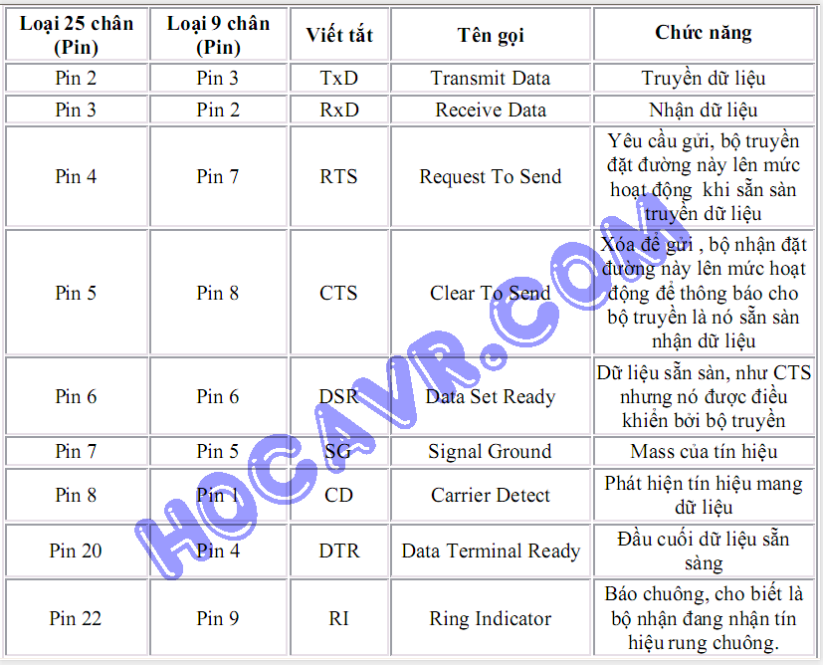 Loại 25 chân (Pin) Loại 9 chân (Pin) Viết tắt Tên gọi Chức năng
Pin 2 Pin 3 TxD Transmit Data Truyền dữ liệu
Pin 3 Pin 2 RxD Receive Data Nhận dữ liệu
Pin 4 Pin 7 RTS Request To Send Yêu cầu gửi, bộ truyền
đặt đường này lên mức
hoạt động khi sẵn sàn
truyền dữ liệu
Pin 5 Pin 8 CTS Clear To Send Xóa để gửi , bộ nhận đặt
đường này lên mức hoạt
động để thông báo cho
bộ truyền là nó sẵn sàn
nhận dữ liệu
Pin 6 Pin 6 DSR Data Set Ready Dữ liệu sẵn sàn, như CTS
nhưng nó được điều
khiển bởi bộ truyền
Pin 7 Pin 5 SG Signal Ground Mass của tín hiệu
Pin 8 Pin 1 CD Carrier Detect Phát hiện tín hiệu mang
dữ liệu
Pin 20 Pin 4 DTR Data Terminal Ready Đầu cuối dữ liệu sẵn
sàng
Pin 22 Pin 9 RI Ring Indicator Báo chuông, cho biết là
bộ nhận đang nhận tín
hiệu rung chuông.
HOCAVR.COM